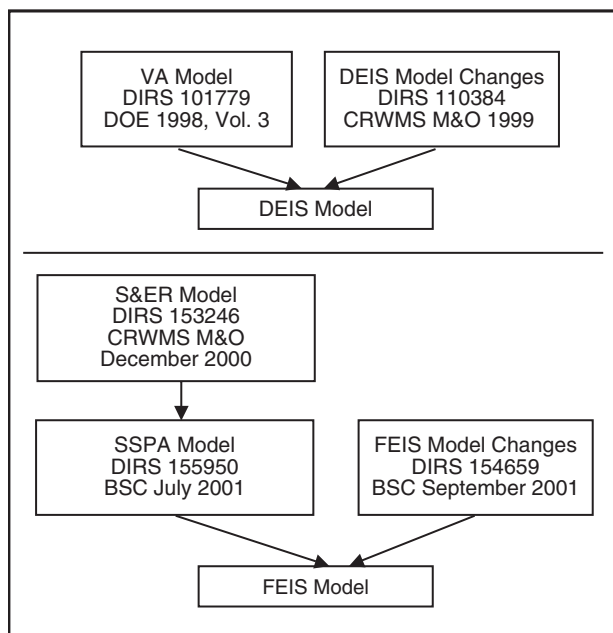 VA Model
DIRS 101779
DOE 1998, Vol. 3
DEIS Model Changes
DIRS 110384
CRWMS M&O 1999
DEIS Model
S&ER Model
DIRS 153246
CRWMS M&O
December 2000
SSPA Model
DIRS 155950
BSC July 2001
FEIS Model Changes
DIRS 154659
BSC September 2001
FEIS Model